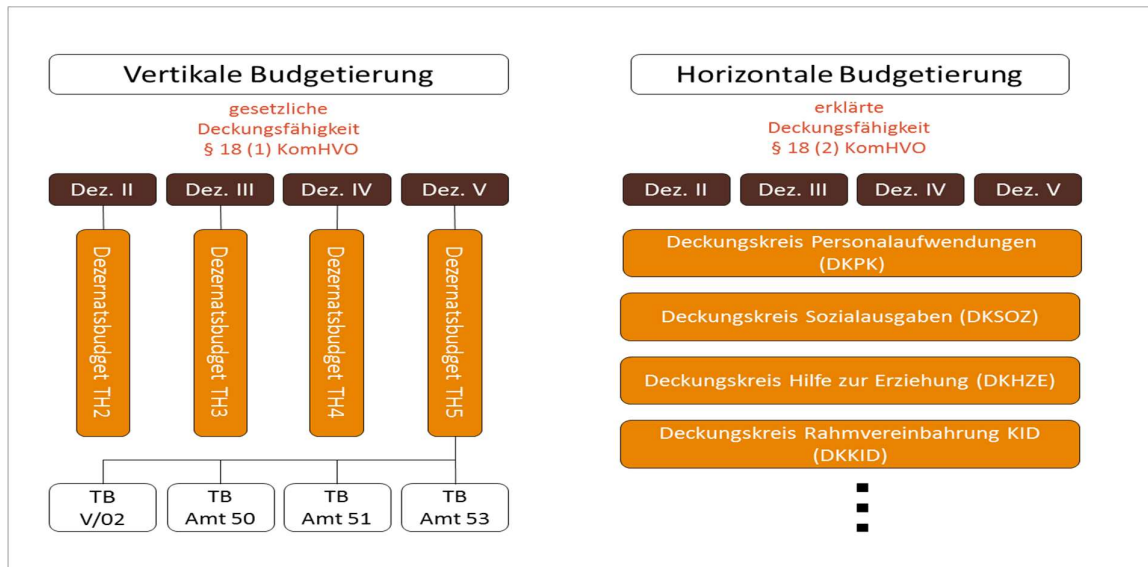 Vertikale Budgetierung
gesetzliche
Deckungsfähigkeit
§ 18 (1) KomHVO
Dez. II
Dez. III
Dez. IV
Dez. V
Dezernatsbudget TH2
Dezernatsbudget TH3
Dezernatsbudget TH4
Dezernatsbudget TH5
TB
V/02
TB
Amt 50
TB
Amt 51
TB
Amt 53
Horizontale Budgetierung
erklärte
Deckungsfähigkeit
§ 18 (2) KomHVO
Dez. II
Dez. III
Dez. IV
Dez. V
Deckungskreis Personalaufwendungen
(DKPK)
Deckungskreis Sozialausgaben (DKSOZ)
Deckungskreis Hilfe zur Erziehung (DKHZE)
Deckungskreis Rahmvereinbahrung KID
(DKKID)